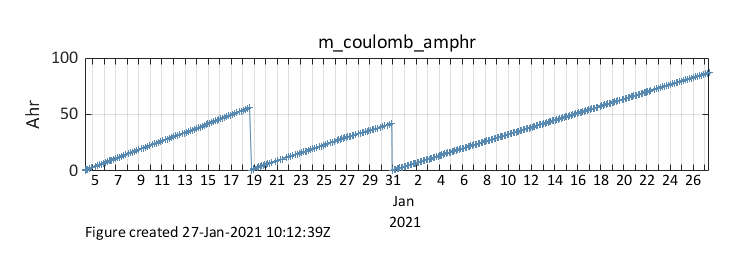 m_coulomb_amphr
Ahr
100
50
0
5 7 9 11 13 15 17 19 21 23 25 27 29 31 2 4 6 8 10 12 14 16 18 20 22 24 26
Jan
2021
Figure created 27-Jan-2021 10:12:39Z